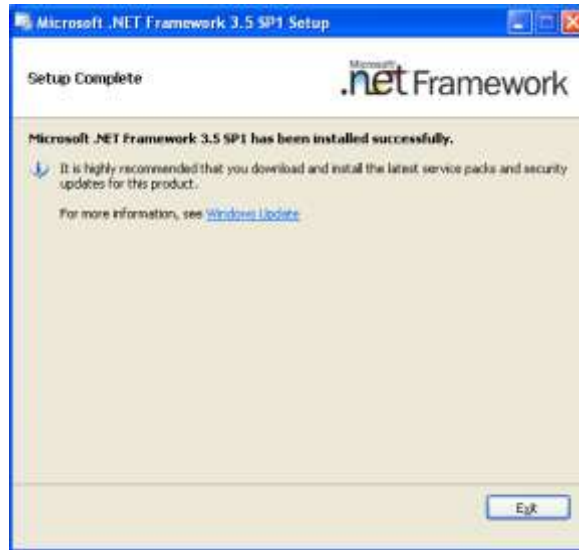 Microsoft .NET Framework 3.5 SP1 Setup
Setup Complete
Microsoft
.net Framework
Microsoft .NET Framework 3.5 SP1 has been installed successfully.
It is highly recommended that you download and install the latest service packs and security
updates for this product.
For more information, see Windows Update
Exit